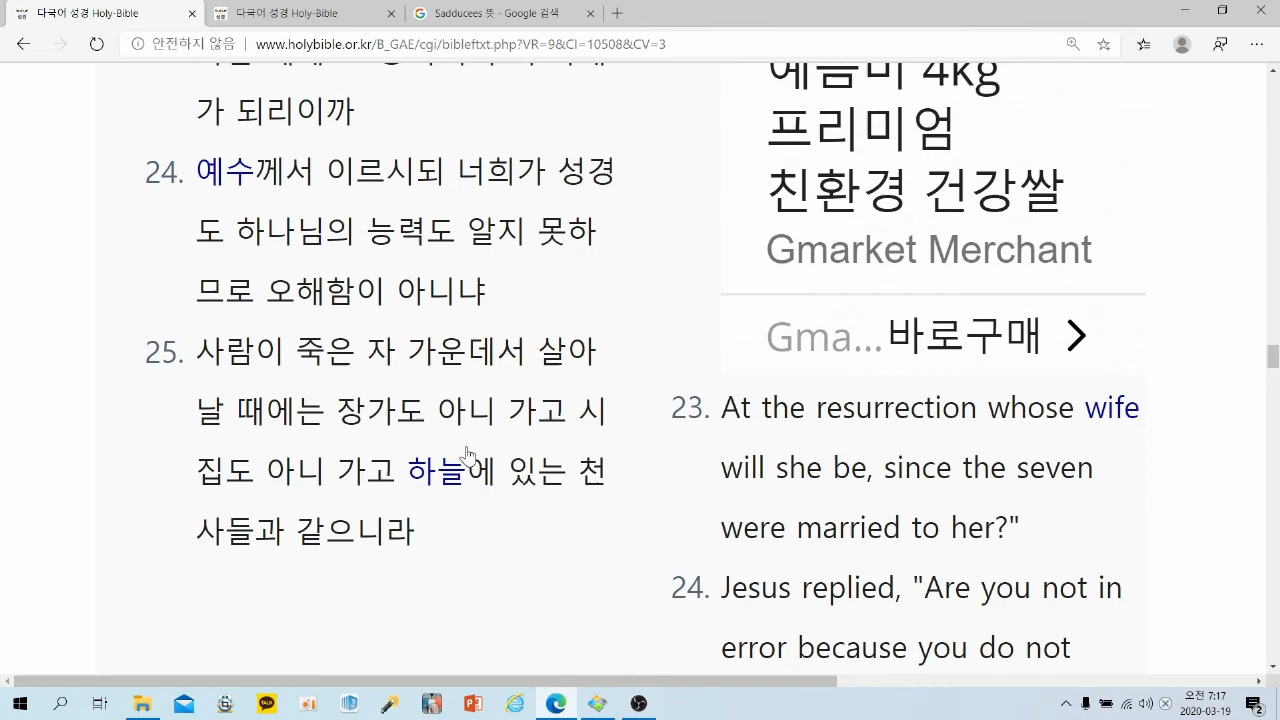 다국어 성경 Holy-Bible
다국어 성경 Holy-Bible
Sadducees 뜻 - Google 검색
안전하지 않음
www.holybible.or.kr/B_GAE/cgi/bibleftxt.php?VR=9&CI=10508&CV=3
가 되리이까
24. 예수께서 이르시되 너희가 성경
도 하나님의 능력도 알지 못하
므로 오해함이 아니냐
25. 사람이 죽은 자 가운데서 살아
날 때에는 장가도 아니 가고 시
집도 아니 가고 하늘에 있는 천
사들과 같으니라
4kg
프리미엄
친환경 건강쌀
Gmarket Merchant
Gma... 바로구매
23. At the resurrection whose wife
will she be, since the seven
were married to her?"
24. Jesus replied, "Are you not in
error because you do not
오전 7:17
2020-03-19